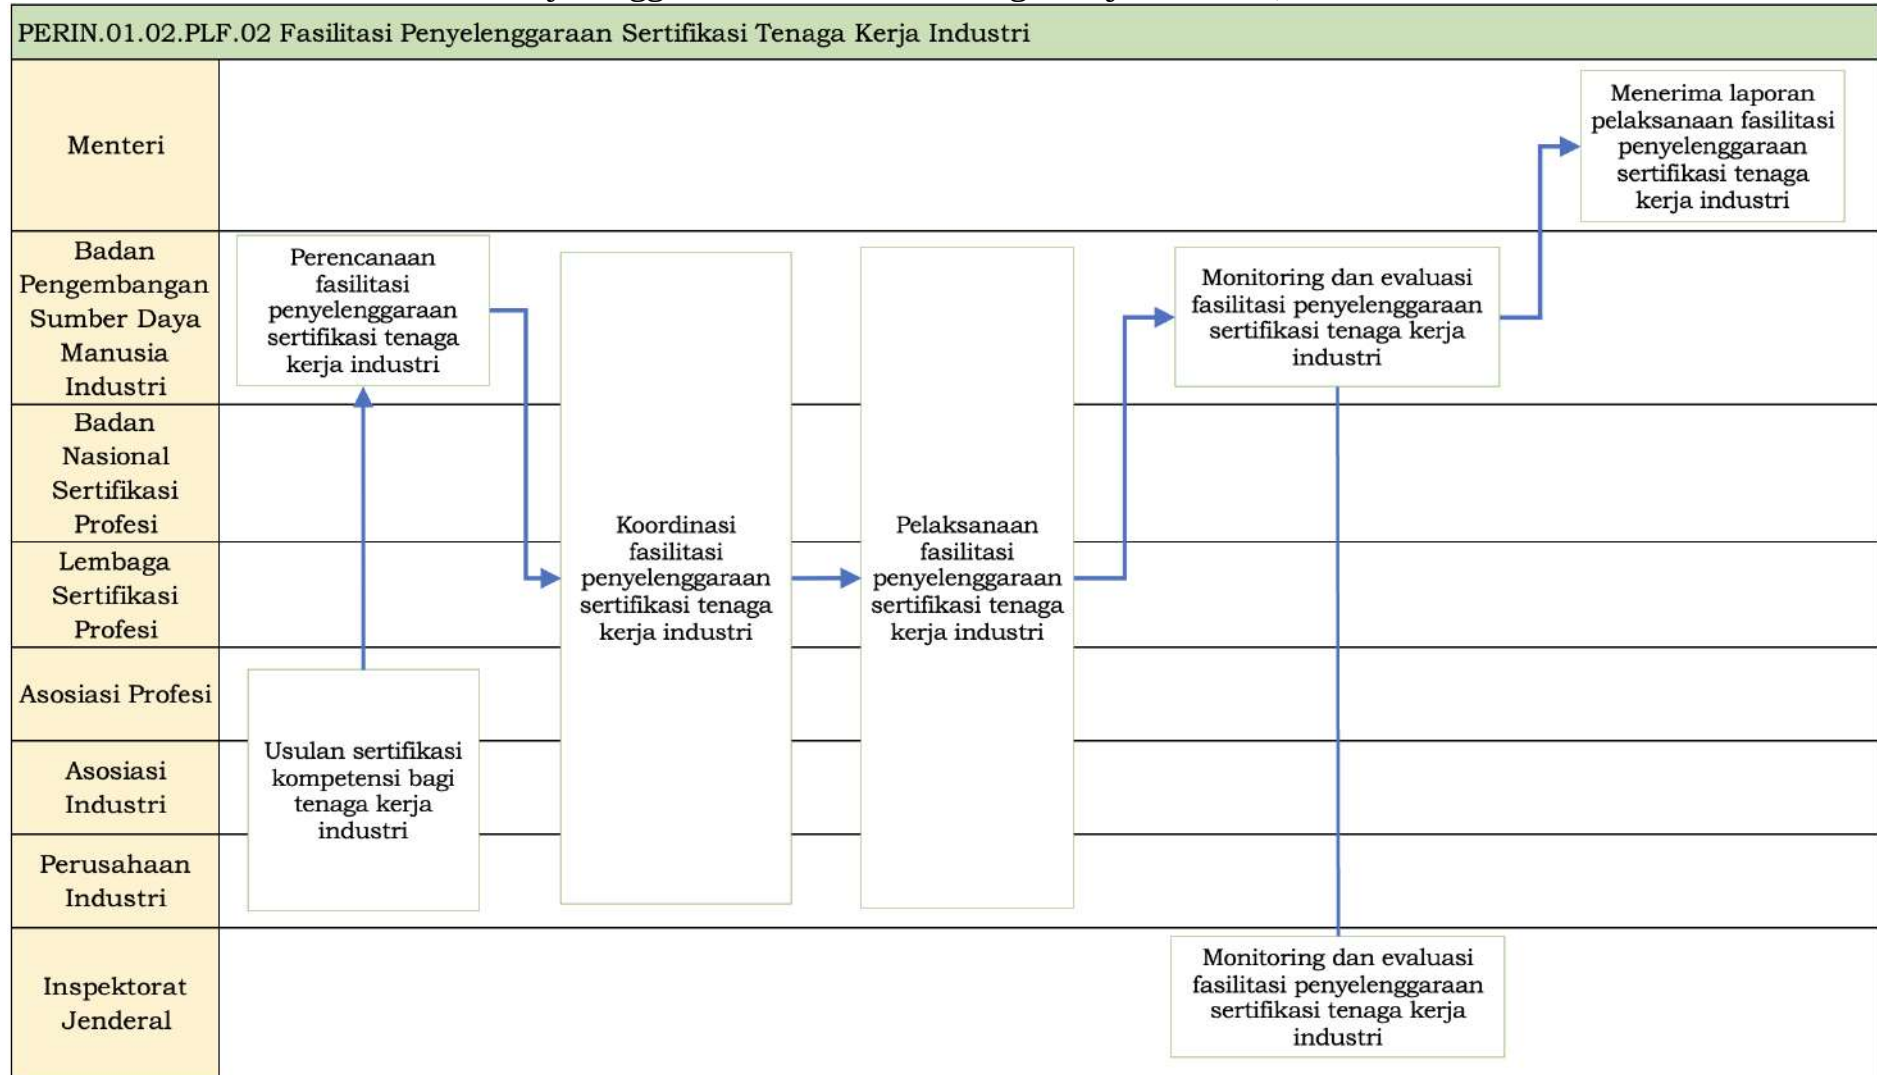 PERIN.01.02.PLF.02 Fasilitasi Penyelenggaraan Sertifikasi Tenaga Kerja Industri
Menteri
Menerima laporan
pelaksanaan fasilitasi
penyelenggaraan
sertifikasi tenaga
kerja industri
Badan
Pengembangan
Sumber Daya
Manusia
Industri
Perencanaan
fasilitasi
penyelenggaraan
sertifikasi tenaga
kerja industri
Monitoring dan evaluasi
fasilitasi penyelenggaraan
sertifikasi tenaga kerja
industri
Badan
Nasional
Sertifikasi
Profesi
Koordinasi
fasilitasi
penyelenggaraan
sertifikasi tenaga
kerja industri
Pelaksanaan
fasilitasi
penyelenggaraan
sertifikasi tenaga
kerja industri
Lembaga
Sertifikasi
Profesi
Asosiasi Profesi
Usulan sertifikasi
kompetensi bagi
tenaga kerja
industri
Asosiasi
Industri
Perusahaan
Industri
Inspektorat
Jenderal
Monitoring dan evaluasi
fasilitasi penyelenggaraan
sertifikasi tenaga kerja
industri